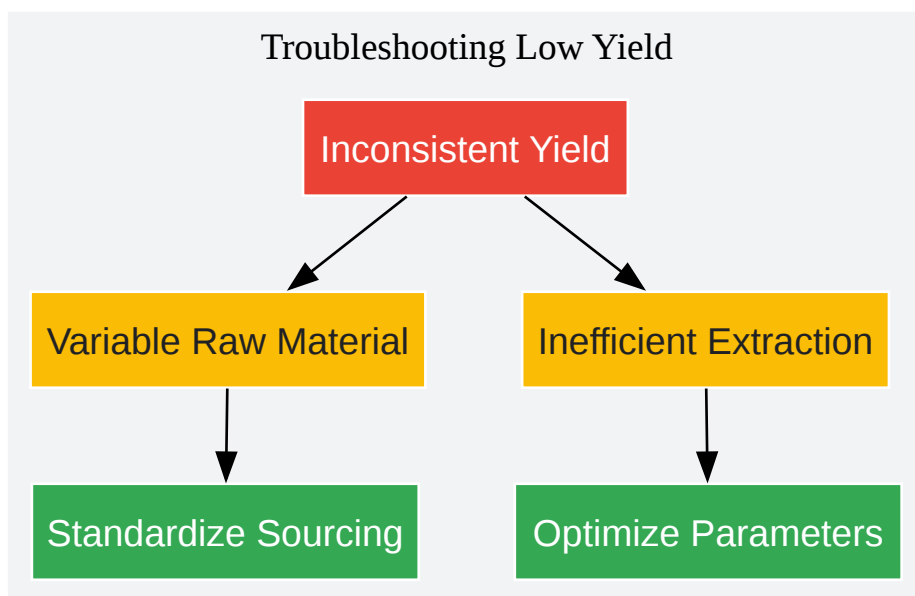 Troubleshooting Low Yield
Inconsistent Yield
Variable Raw Material
Inefficient Extraction
Standardize Sourcing
Optimize Parameters